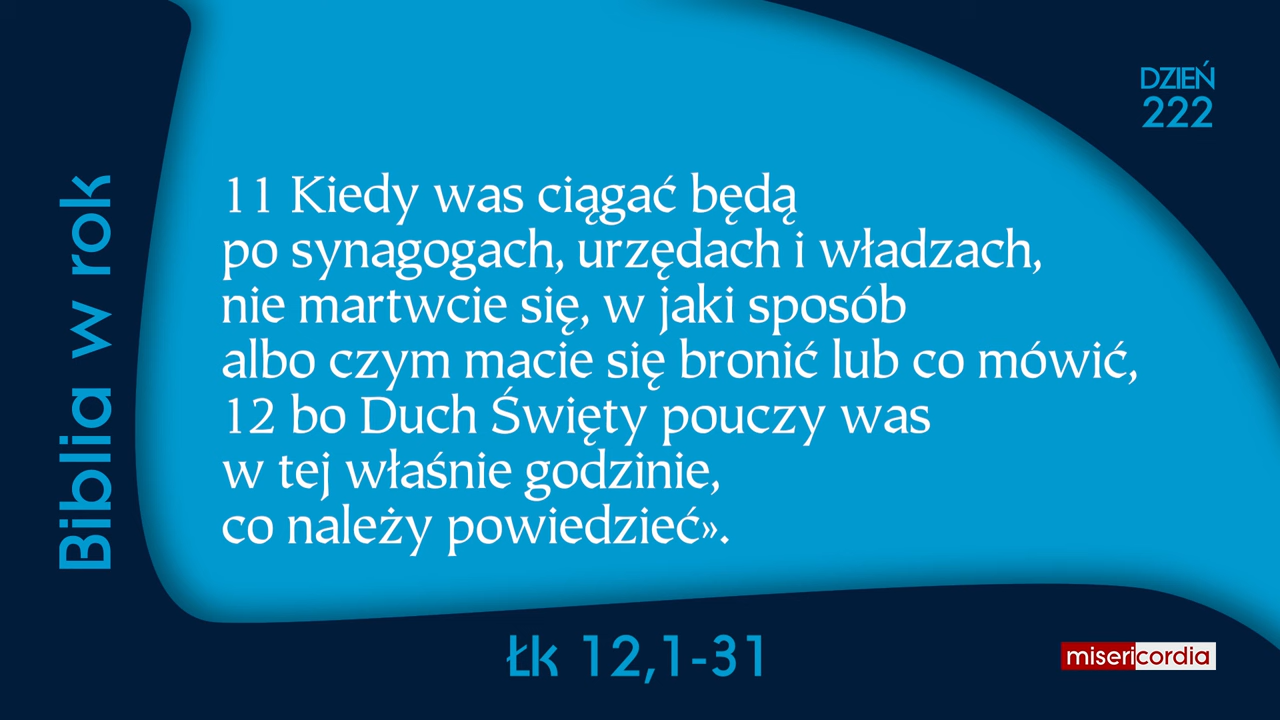 DZIEŃ
222
Biblia w rok
11 Kiedy was ciągać będą
po synagogach, urzędach i władzach,
nie martwcie się, w jaki sposób
albo czym macie się bronić lub co mówić,
12 bo Duch Święty pouczy was
w tej właśnie godzinie,
co należy powiedzieć».
Łk 12,1-31
misericordia